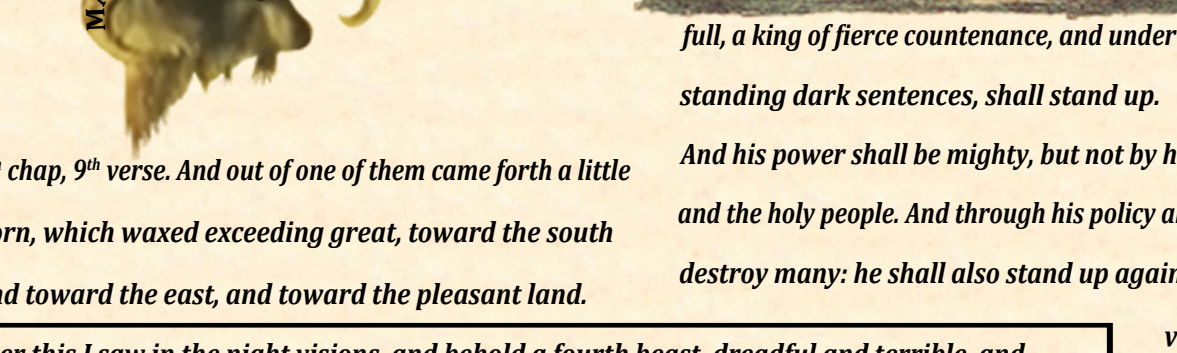 MA
chap, 9th verse. And out of one of them came forth a little
orn, which waxed exceeding great, toward the south
nd toward the east, and toward the pleasant land.
full, a king of fierce countenance, and under
standing dark sentences, shall stand up.
And his power shall be mighty, but not by h
and the holy people. And through his policy a
destroy many: he shall also stand up again
er this I saw in the night visions, and behold a fourth beast, dreadful and terrible, and
v